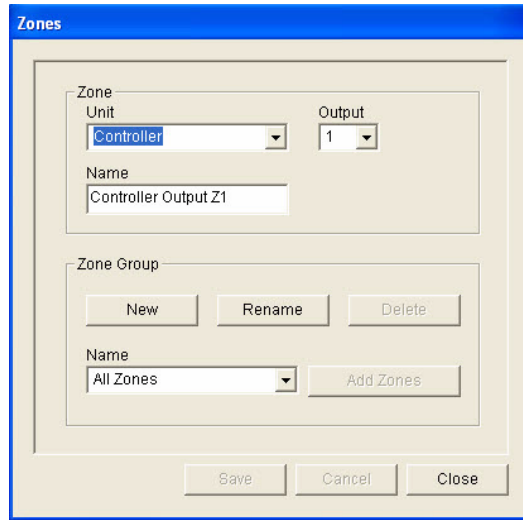 Zones
Zone
Unit Output
Controller 1
Name
Controller Output Z1
Zone Group
New Rename Delete
Name
All Zones Add Zones
Save Cancel Close